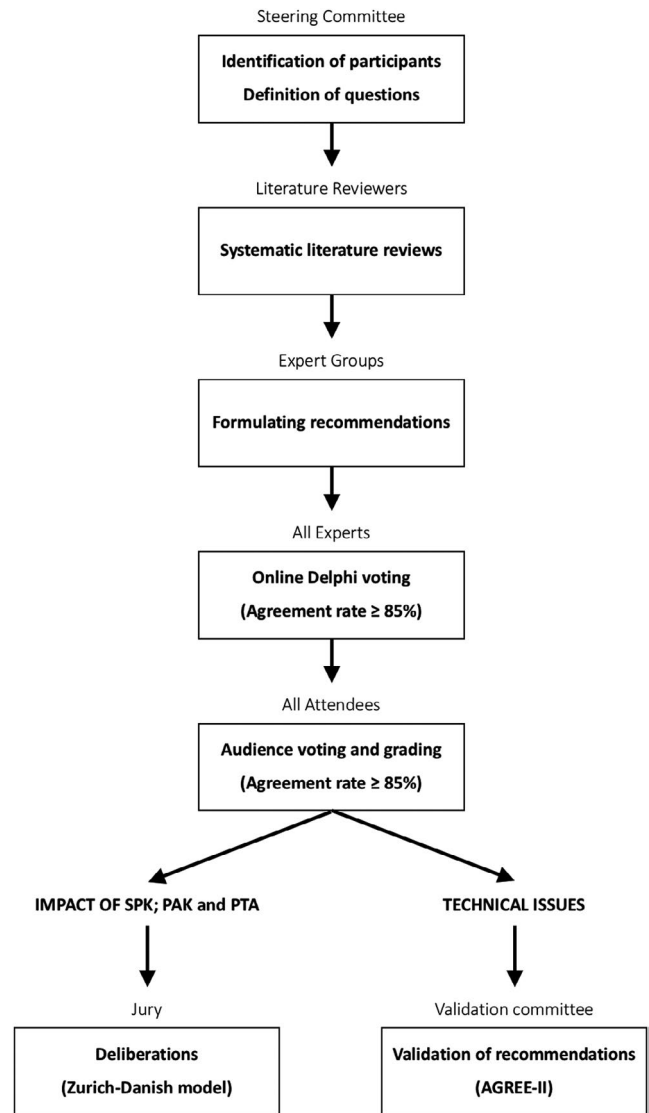 Steering Committee
Identification of participants
Definition of questions
Literature Reviewers
Systematic literature reviews
Expert Groups
Formulating recommendations
All Experts
Online Delphi voting
(Agreement rate ≥ 85%)
All Attendees
Audience voting and grading
(Agreement rate ≥ 85%)
IMPACT OF SPK; PAK and PTA
TECHNICAL ISSUES
Jury
Validation committee
Deliberations
(Zurich-Danish model)
Validation of recommendations
(AGREE-II)